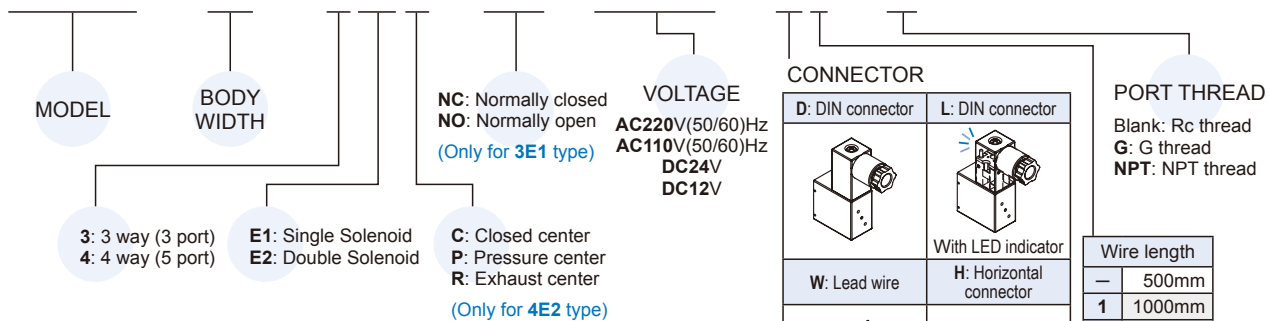 MODEL
BODY
WIDTH
3: 3 way (3 port)
4: 4 way (5 port)
E1: Single Solenoid
E2: Double Solenoid
NC: Normally closed
NO: Normally open
(Only for 3E1 type)
C: Closed center
P: Pressure center
R: Exhaust center
(Only for 4E2 type)
VOLTAGE
AC220V(50/60)Hz
AC110V(50/60)Hz
DC24V
DC12V
CONNECTOR
D: DIN connector
L: DIN connector
With LED indicator
W: Lead wire
H: Horizontal
connector
Wire length
— 500mm
1 1000mm
PORT THREAD
Blank: Rc thread
G: G thread
NPT: NPT thread